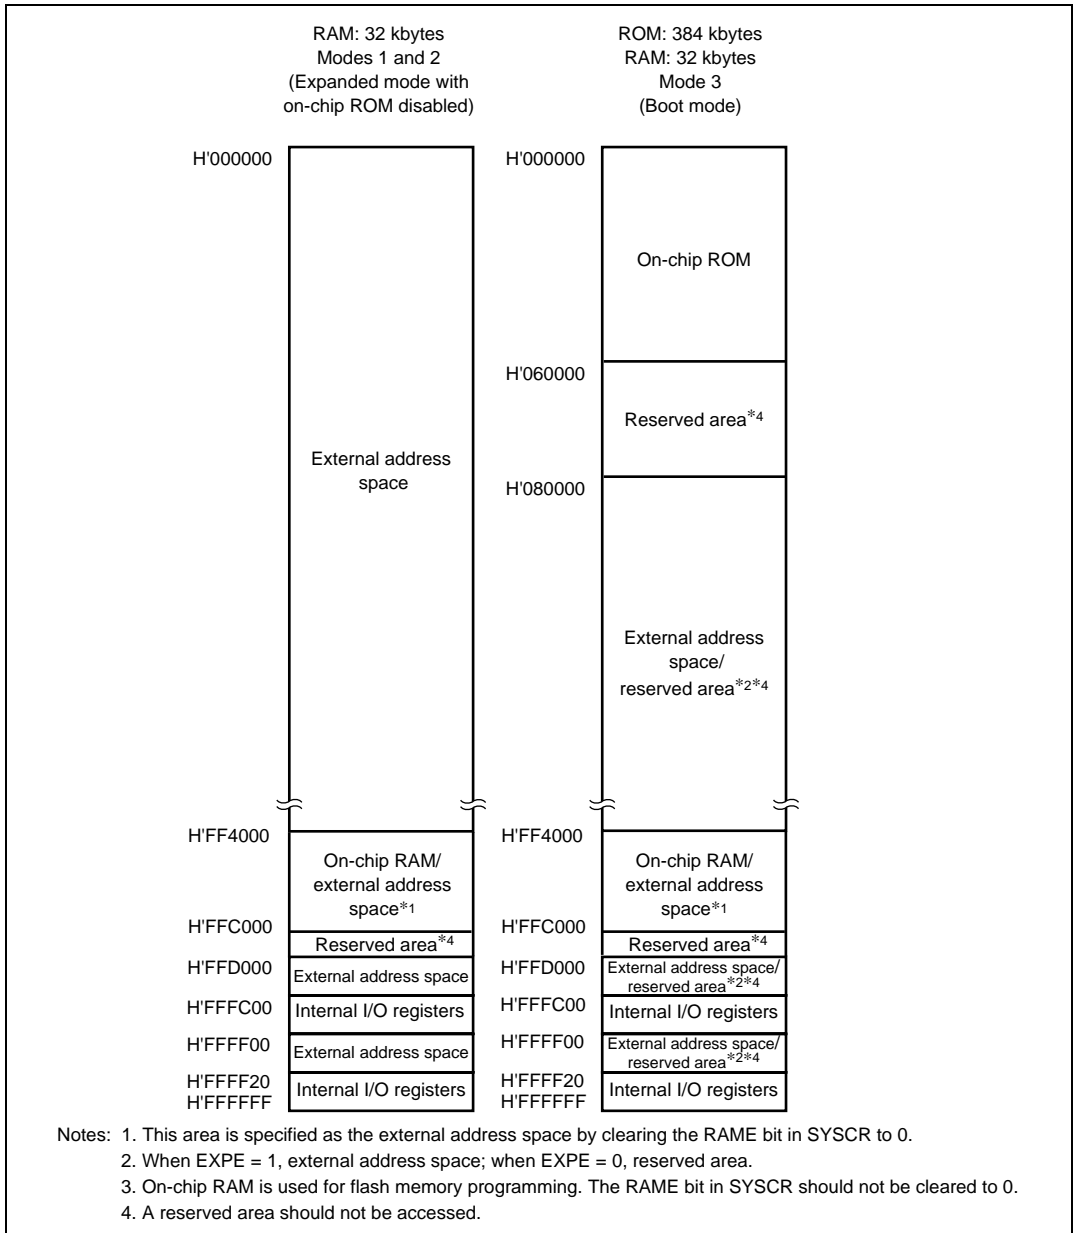 RAM: 32 kbytes
Modes 1 and 2
(Expanded mode with
on-chip ROM disabled)
ROM: 384 kbytes
RAM: 32 kbytes
Mode 3
(Boot mode)
H'000000
External address
space
H'FF4000
On-chip RAM/
external address
space*1
H'FFC000
Reserved area*4
H'FFD000
External address space
H'FFFC00
Internal I/O registers
H'FFFF00
External address space
H'FFFF20
Internal I/O registers
H'FFFFFF
H'000000
On-chip ROM
H'060000
Reserved area*4
H'080000
External address
space/
reserved area*2*4
H'FF4000
On-chip RAM/
external address
space*1
H'FFC000
Reserved area*4
H'FFD000
External address space/
reserved area*2*4
H'FFFC00
Internal I/O registers
H'FFFF00
External address space/
reserved area*2*4
H'FFFF20
Internal I/O registers
H'FFFFFF
Notes: 1. This area is specified as the external address space by clearing the RAME bit in SYSCR to 0.
2. When EXPE = 1, external address space; when EXPE = 0, reserved area.
3. On-chip RAM is used for flash memory programming. The RAME bit in SYSCR should not be cleared to 0.
4. A reserved area should not be accessed.